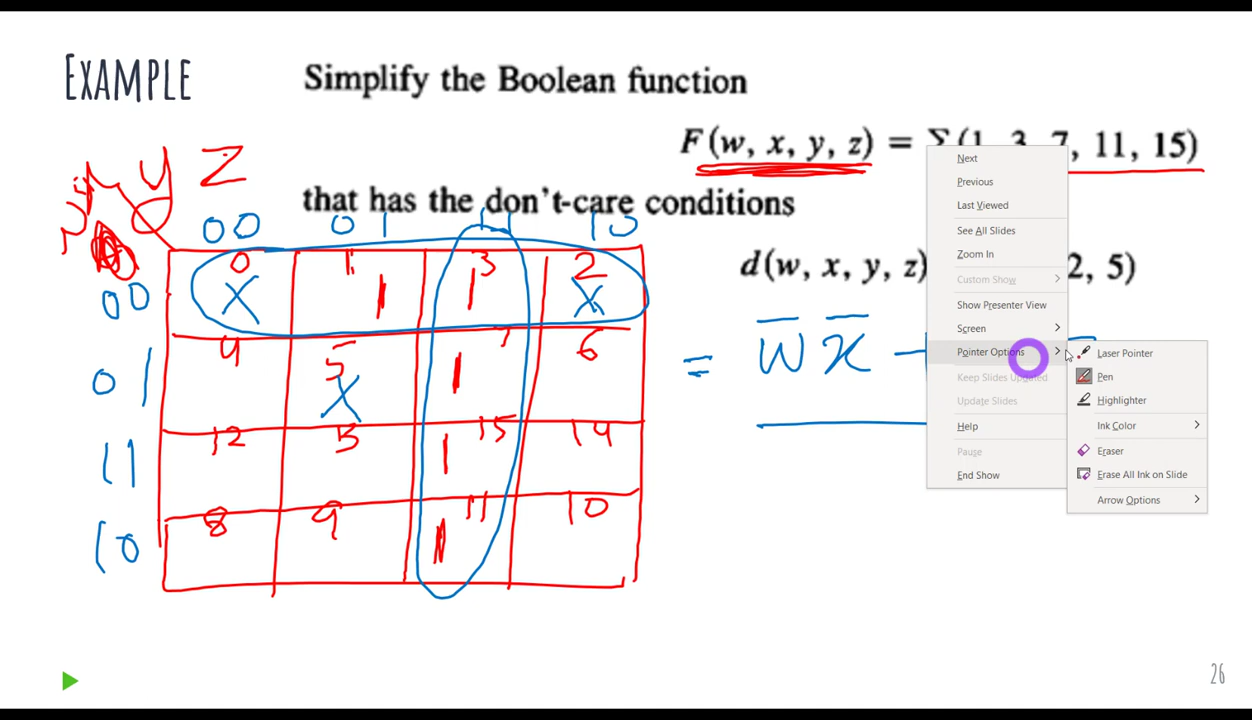 EXAMPLE
Simplify the Boolean function
F(w, x, y, z) = Σ(1, 3, 7, 11, 15)
that has the don't-care conditions
d(w, x, y, z) 2, 5)
y z
00 01 11 10
00 0 1 3 2
X 1 1 X
01 4 5 7 6
X 1
11 12 15 14
1
10 8 9 11 10
1
= w̅ x̅ +
Next
Previous
Last Viewed
See All Slides
Zoom In
Custom Show
Show Presenter View
Screen
Pointer Options
Keep Slides Updated
Update Slides
Help
Pause
End Show
Laser Pointer
Pen
Highlighter
Ink Color
Eraser
Erase All Ink on Slide
Arrow Options
26